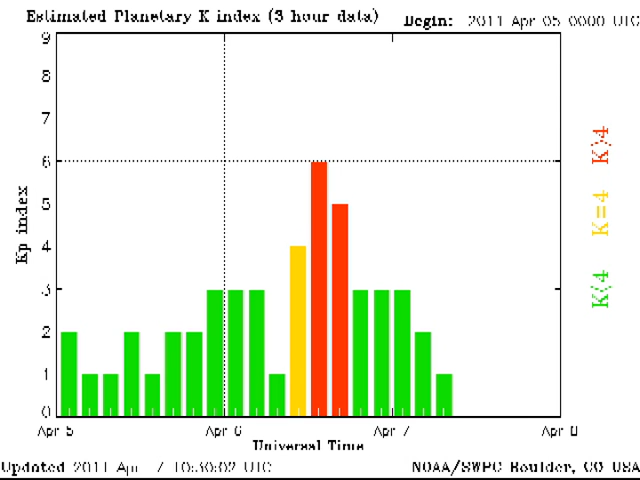 Estimated Planetary K index (3 hour data)
Begin: 2011 Apr 05 0000 UTC
9
8
7
6
5
4
3
2
1
0
Kp index
K<4 K=4 K>4
Apr 5 Apr 6 Apr 7 Apr 8
Universal Time
Updated 2011 Apr 7 10:30:02 UTC
NOAA/SWPC Boulder, CO USA